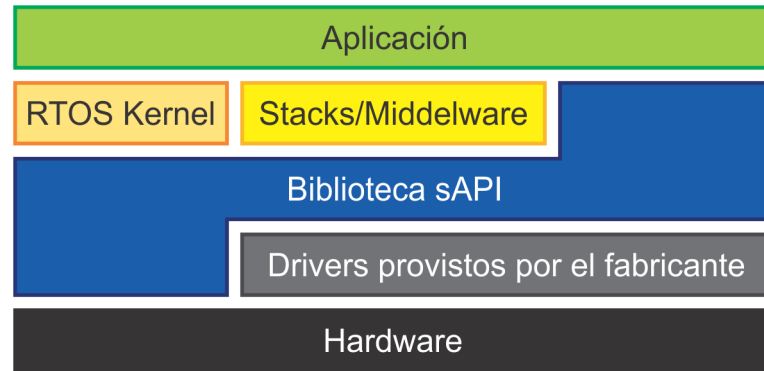 Aplicación
RTOS Kernel
Stacks/Middelware
Biblioteca sAPI
Drivers provistos por el fabricante
Hardware